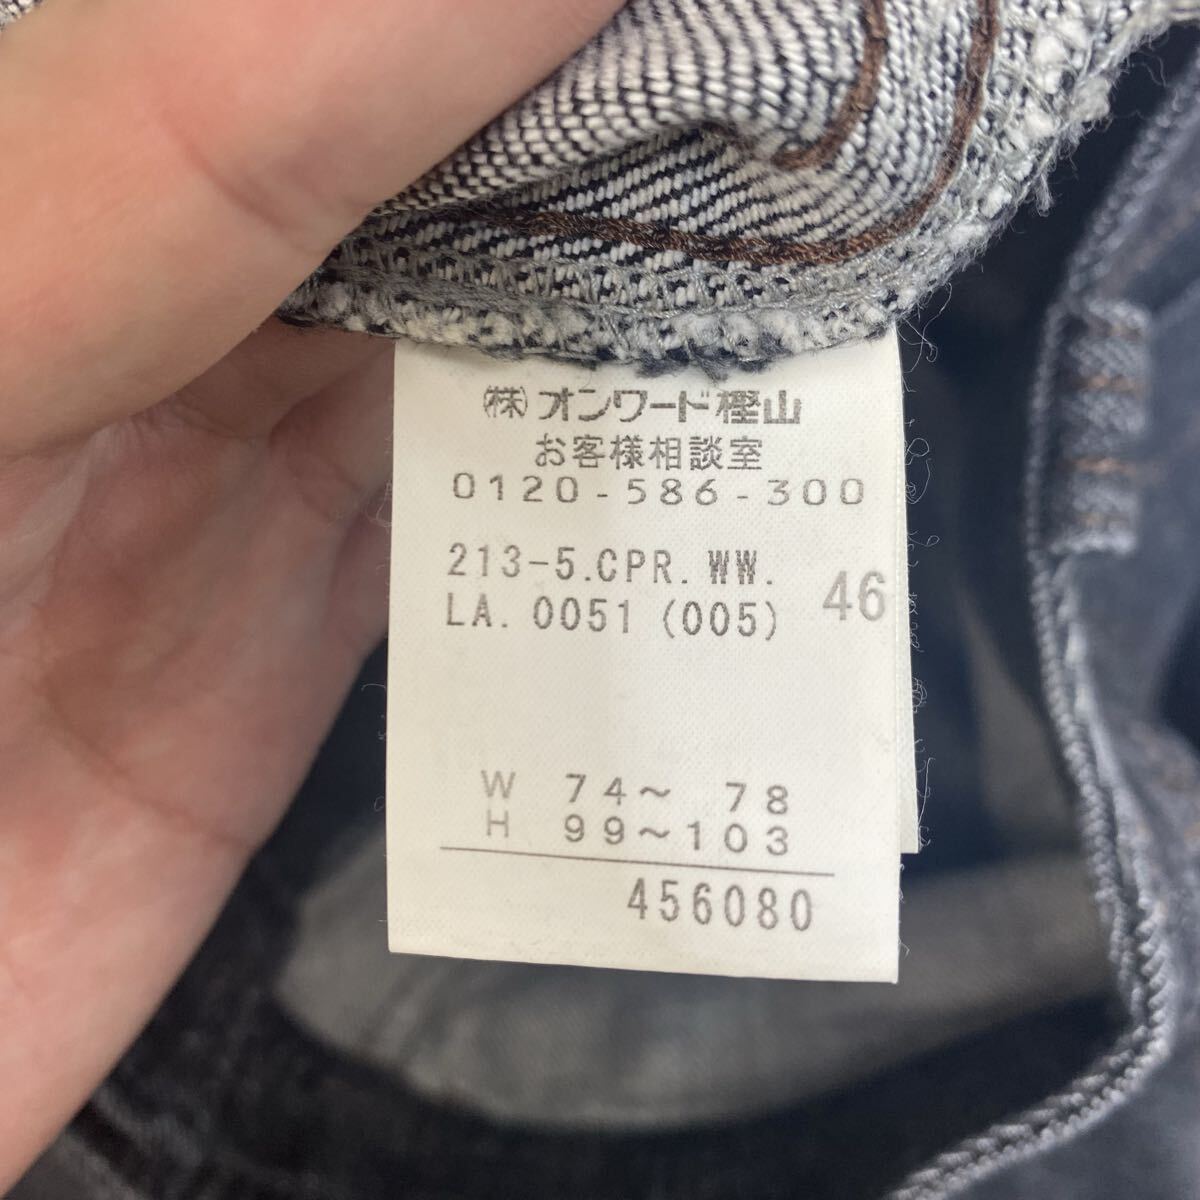 ㈱オンワード樫山
お客様相談室
0120-586-300
213-5.CPR.WW.
LA.0051(005)
46
W 74～ 78
H 99～103
456080